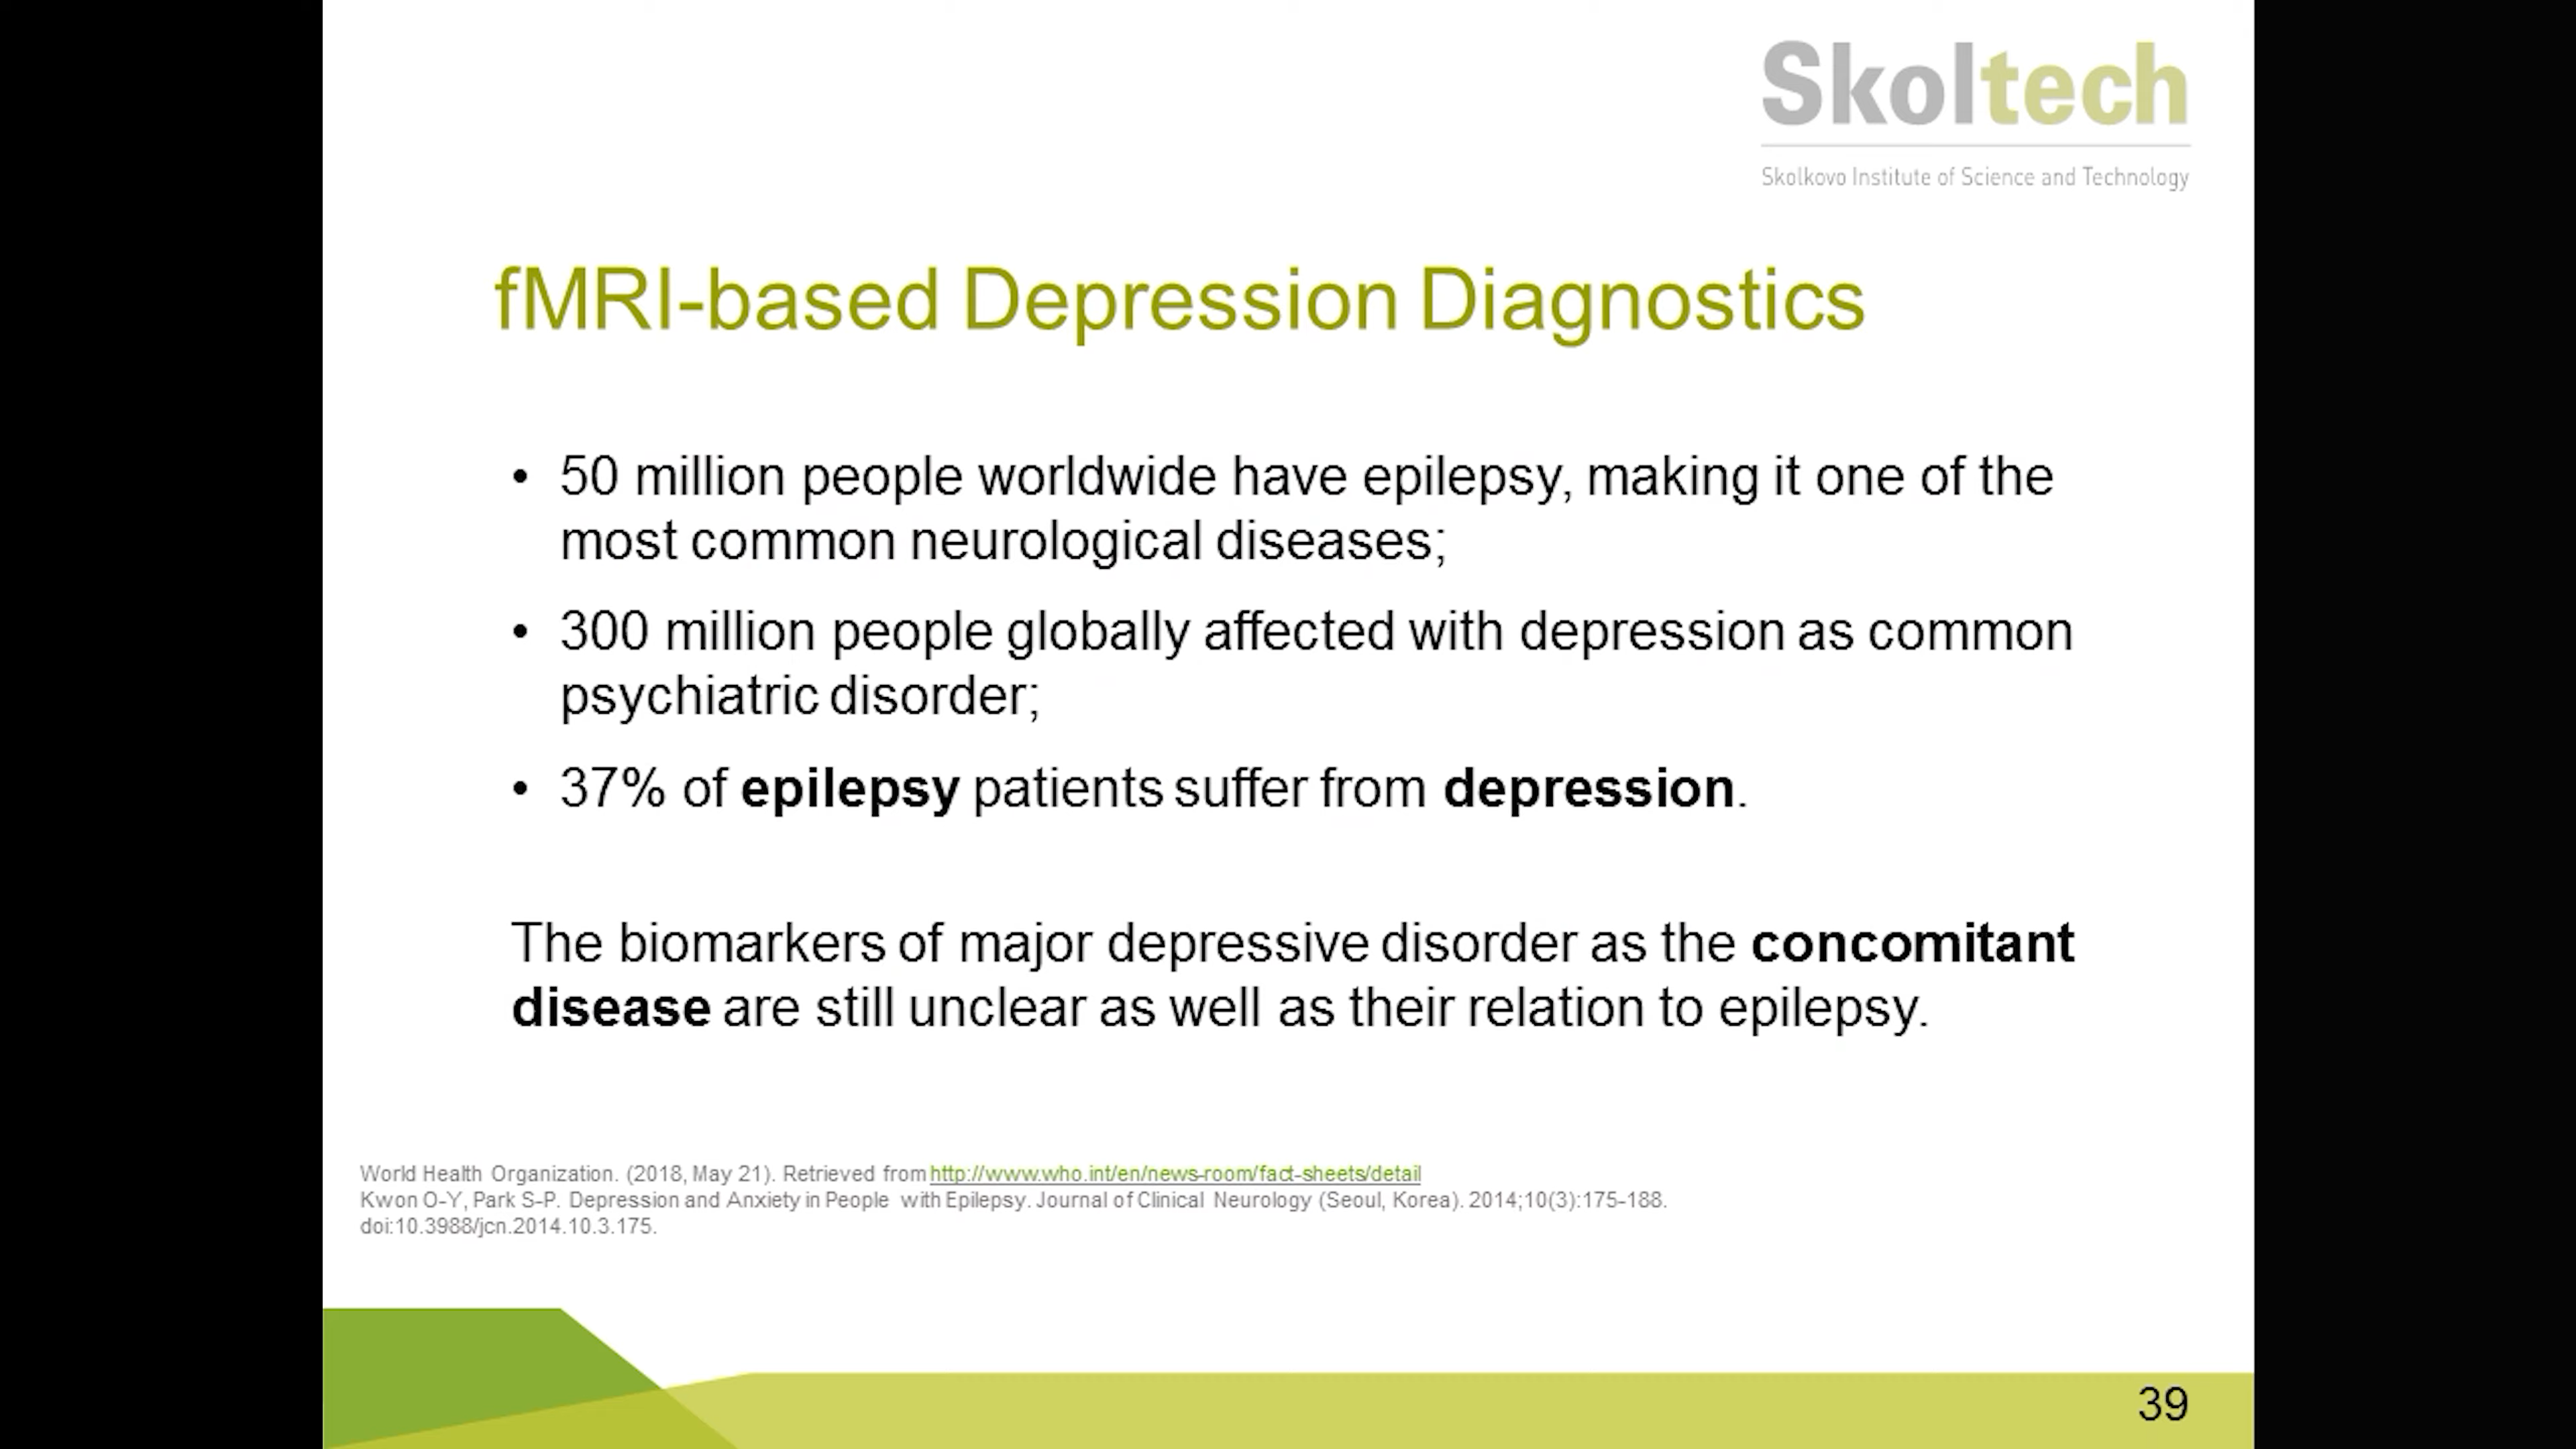 Skoltech
Skolkovo Institute of Science and Technology
fMRI-based Depression Diagnostics
• 50 million people worldwide have epilepsy, making it one of the
most common neurological diseases;
• 300 million people globally affected with depression as common
psychiatric disorder;
• 37% of epilepsy patients suffer from depression.
The biomarkers of major depressive disorder as the concomitant
disease are still unclear as well as their relation to epilepsy.
World Health Organization. (2018, May 21). Retrieved from http://www.who.int/en/news-room/fact-sheets/detail
Kwon O-Y, Park S-P. Depression and Anxiety in People with Epilepsy. Journal of Clinical Neurology (Seoul, Korea). 2014;10(3):175-188.
doi:10.3988/jcn.2014.10.3.175.
39